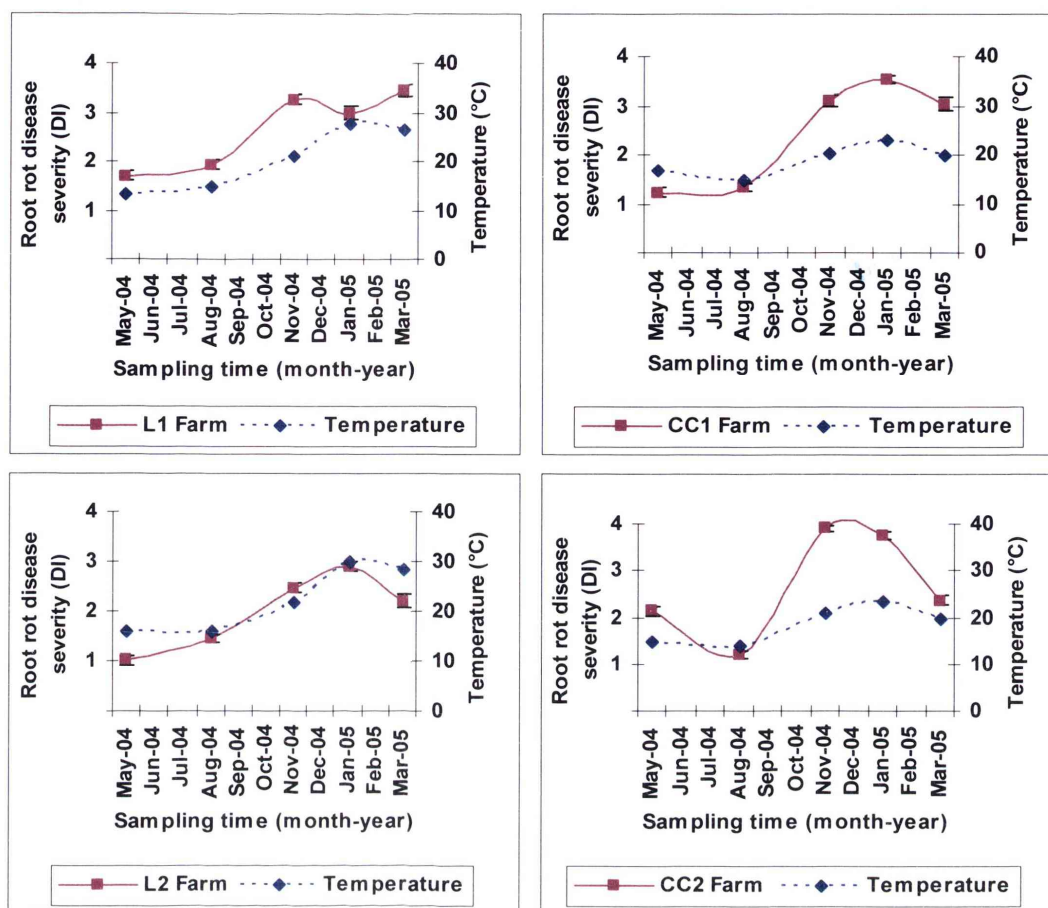 Root rot disease
severity (DI)
4
3
2
1
40
30
20
10
0
Temperature (°C)
May-04
Jun-04
Jul-04
Aug-04
Sep-04
Oct-04
Nov-04
Dec-04
Jan-05
Feb-05
Mar-05
Sampling time (month-year)
L1 Farm Temperature
Root rot disease
severity (DI)
4
3
2
1
40
30
20
10
0
Temperature (°C)
May-04
Jun-04
Jul-04
Aug-04
Sep-04
Oct-04
Nov-04
Dec-04
Jan-05
Feb-05
Mar-05
Sampling time (month-year)
CC1 Farm Temperature
Root rot disease
severity (DI)
4
3
2
1
40
30
20
10
0
Temperature (°C)
May-04
Jun-04
Jul-04
Aug-04
Sep-04
Oct-04
Nov-04
Dec-04
Jan-05
Feb-05
Mar-05
Sampling time (month-year)
L2 Farm Temperature
Root rot disease
severity (DI)
4
3
2
1
40
30
20
10
0
Temperature (°C)
May-04
Jun-04
Jul-04
Aug-04
Sep-04
Oct-04
Nov-04
Dec-04
Jan-05
Feb-05
Mar-05
Sampling time (month-year)
CC2 Farm Temperature